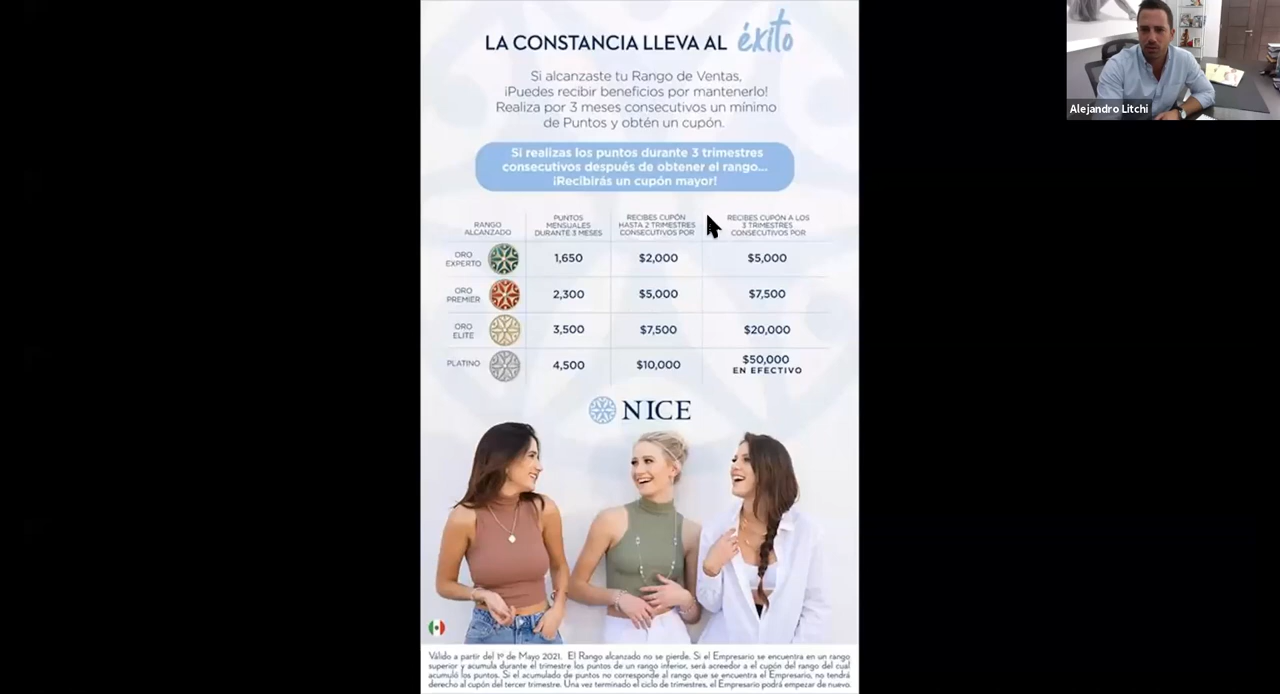 LA CONSTANCIA LLEVA AL éxito
Si alcanzaste tu Rango de Ventas,
¡Puedes recibir beneficios por mantenerlo!
Realiza por 3 meses consecutivos un mínimo
de Puntos y obtén un cupón.
Si realizas los puntos durante 3 trimestres
consecutivos después de obtener el rango...
¡Recibirás un cupón mayor!
RANGO
ALCANZADO
PUNTOS
MENSUALES
DURANTE 3 MESES
RECIBES CUPÓN
HASTA 2 TRIMESTRES
CONSECUTIVOS POR
RECIBES CUPÓN A LOS
3 TRIMESTRES
CONSECUTIVOS POR
ORO
EXPERTO
1,650
$2,000
$5,000
ORO
PREMIER
2,300
$5,000
$7,500
ORO
ELITE
3,500
$7,500
$20,000
PLATINO
4,500
$10,000
$50,000
EN EFECTIVO
NICE
Válido a partir del 1º de Mayo 2021. El Rango alcanzado no se pierde. Si el Empresario se encuentra en un rango
superior y acumula durante el trimestre los puntos de un rango inferior, será acreedor a el cupón del rango del cual
acumuló los puntos. Si el acumulado de puntos no corresponde al rango que se encuentra el Empresario, no tendrá
derecho al cupón del tercer trimestre. Una vez terminado el ciclo de trimestres, el Empresario podrá empezar de nuevo.
Alejandro Litchi